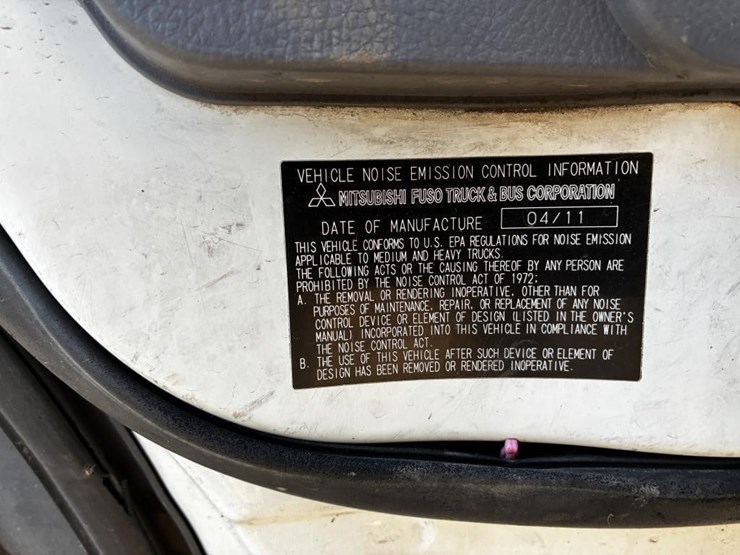 VEHICLE NOISE EMISSION CONTROL INFORMATION
MITSUBISHI FUSO TRUCK & BUS CORPORATION
DATE OF MANUFACTURE 04/11
THIS VEHICLE CONFORMS TO U.S. EPA REGULATIONS FOR NOISE EMISSION
APPLICABLE TO MEDIUM AND HEAVY TRUCKS.
THE FOLLOWING ACTS OR THE CAUSING THEREOF BY ANY PERSON ARE
PROHIBITED BY THE NOISE CONTROL ACT OF 1972:
A. THE REMOVAL OR RENDERING INOPERATIVE, OTHER THAN FOR
PURPOSES OF MAINTENANCE, REPAIR, OR REPLACEMENT OF ANY NOISE
CONTROL DEVICE OR ELEMENT OF DESIGN (LISTED IN THE OWNER'S
MANUAL) INCORPORATED INTO THIS VEHICLE IN COMPLIANCE WITH
THE NOISE CONTROL ACT.
B. THE USE OF THIS VEHICLE AFTER SUCH DEVICE OR ELEMENT OF
DESIGN HAS BEEN REMOVED OR RENDERED INOPERATIVE.